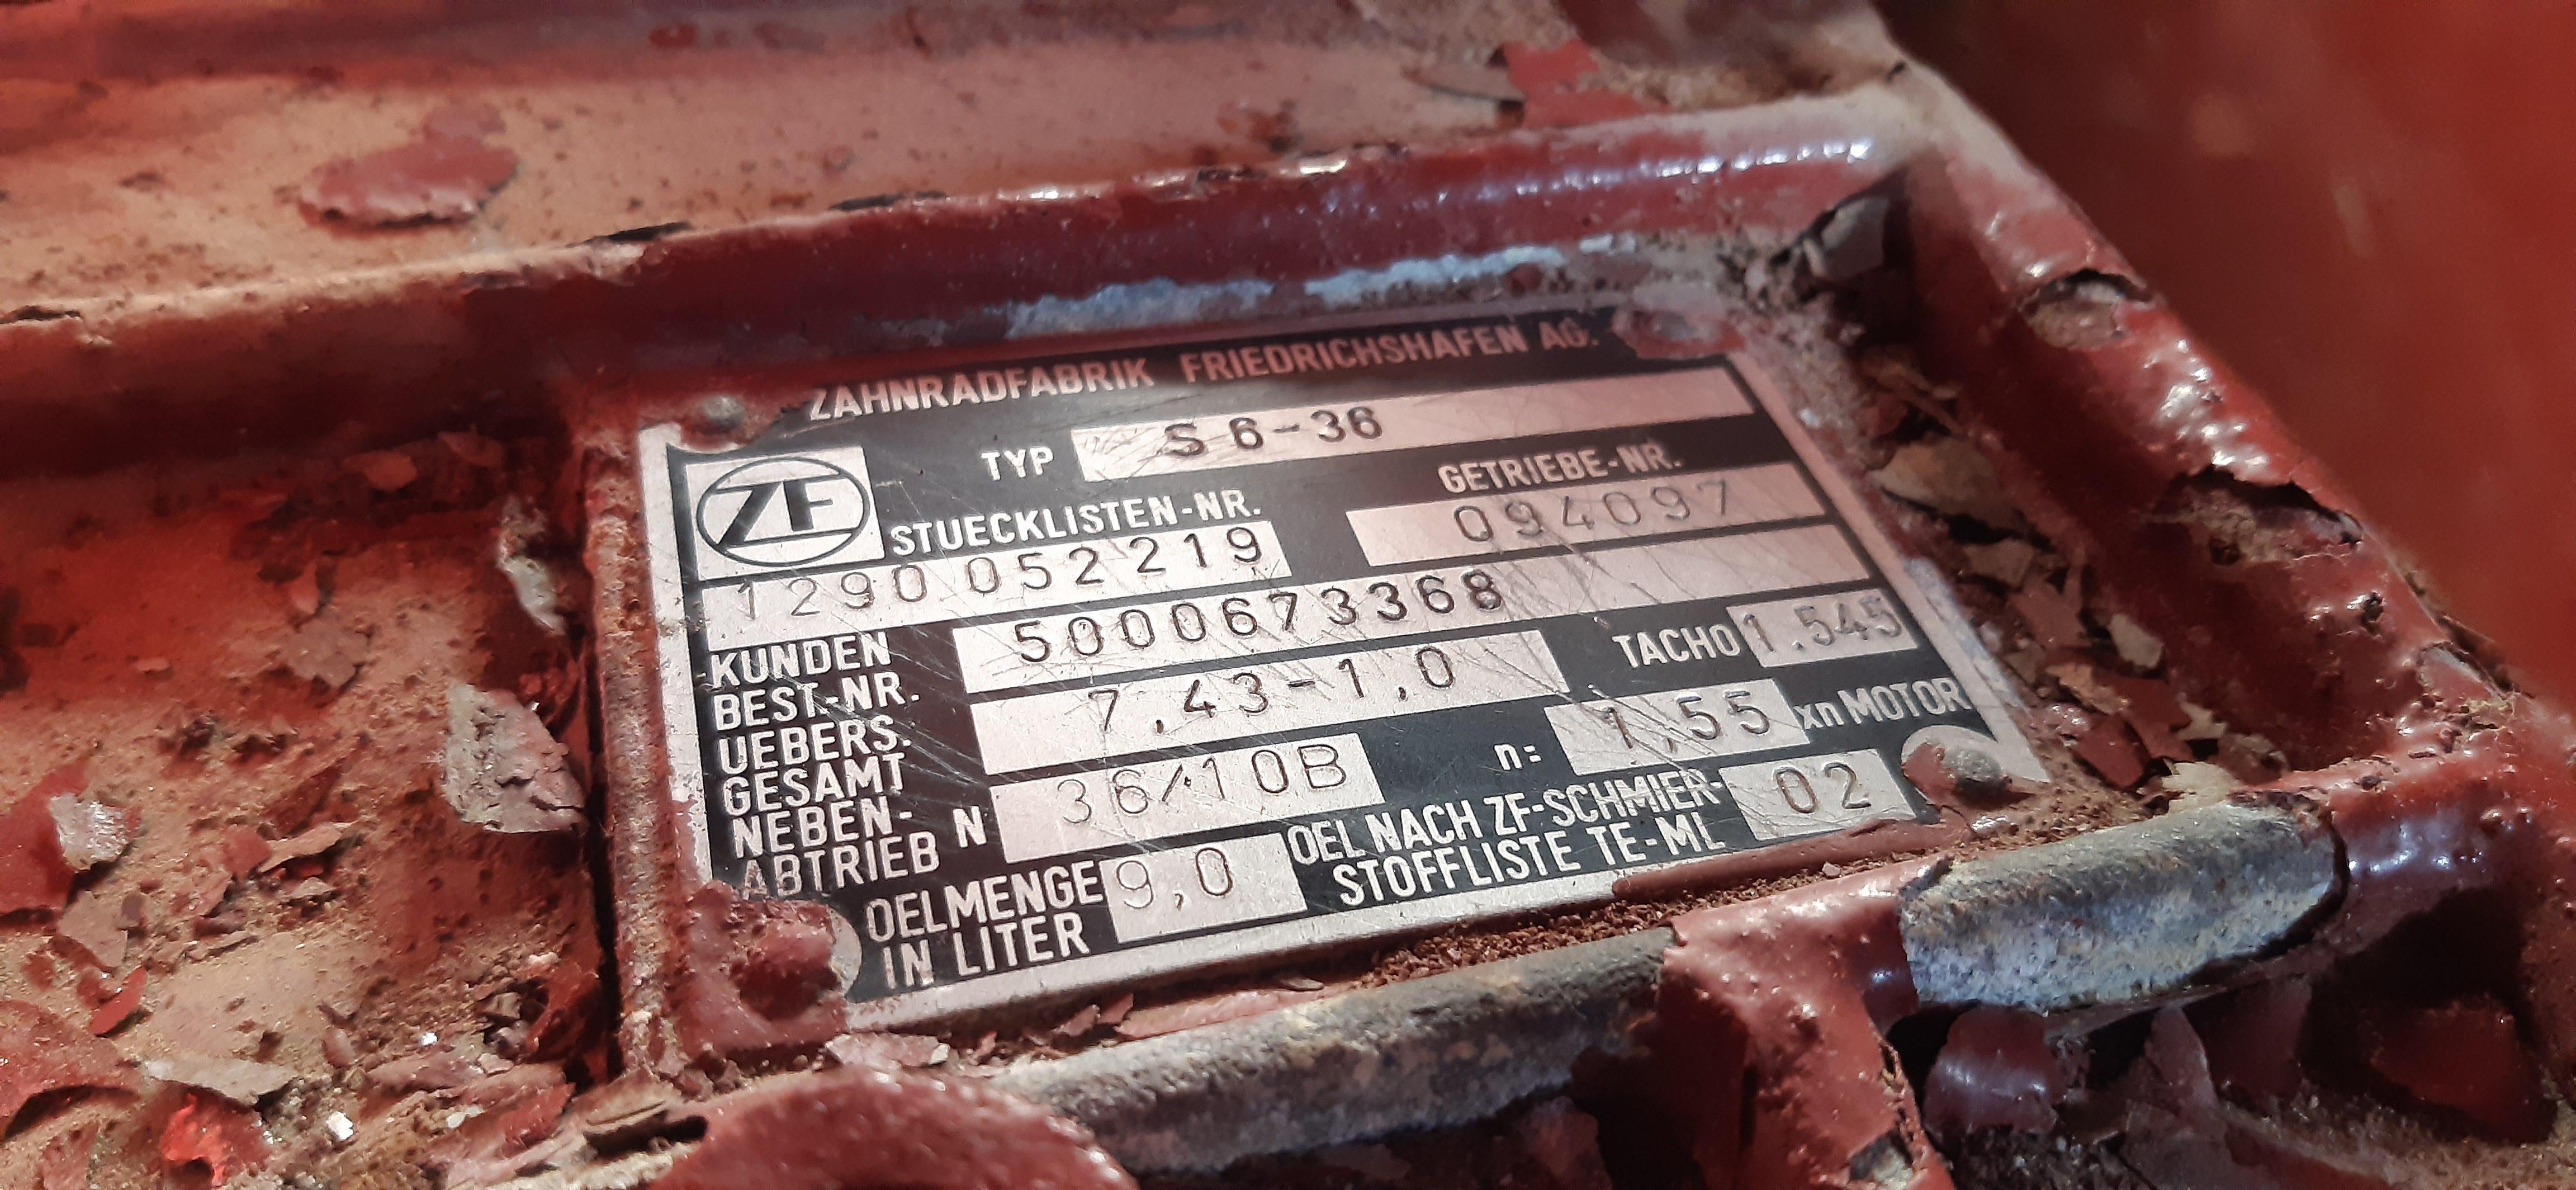 ZAHNRADFABRIK FRIEDRICHSHAFEN AG.
ZF
TYP S 6-36
STUECKLISTEN-NR. GETRIEBE-NR.
1290 052 219 094097
KUNDEN
BEST.-NR. 5000673368
UEBERS.
GESAMT 7,43-1,0 TACHO 1.545
NEBEN-
ABTRIEB N 36/10B n: 1,55 xn MOTOR
OELMENGE
IN LITER 9,0 OEL NACH ZF-SCHMIER-
STOFFLISTE TE-ML 02